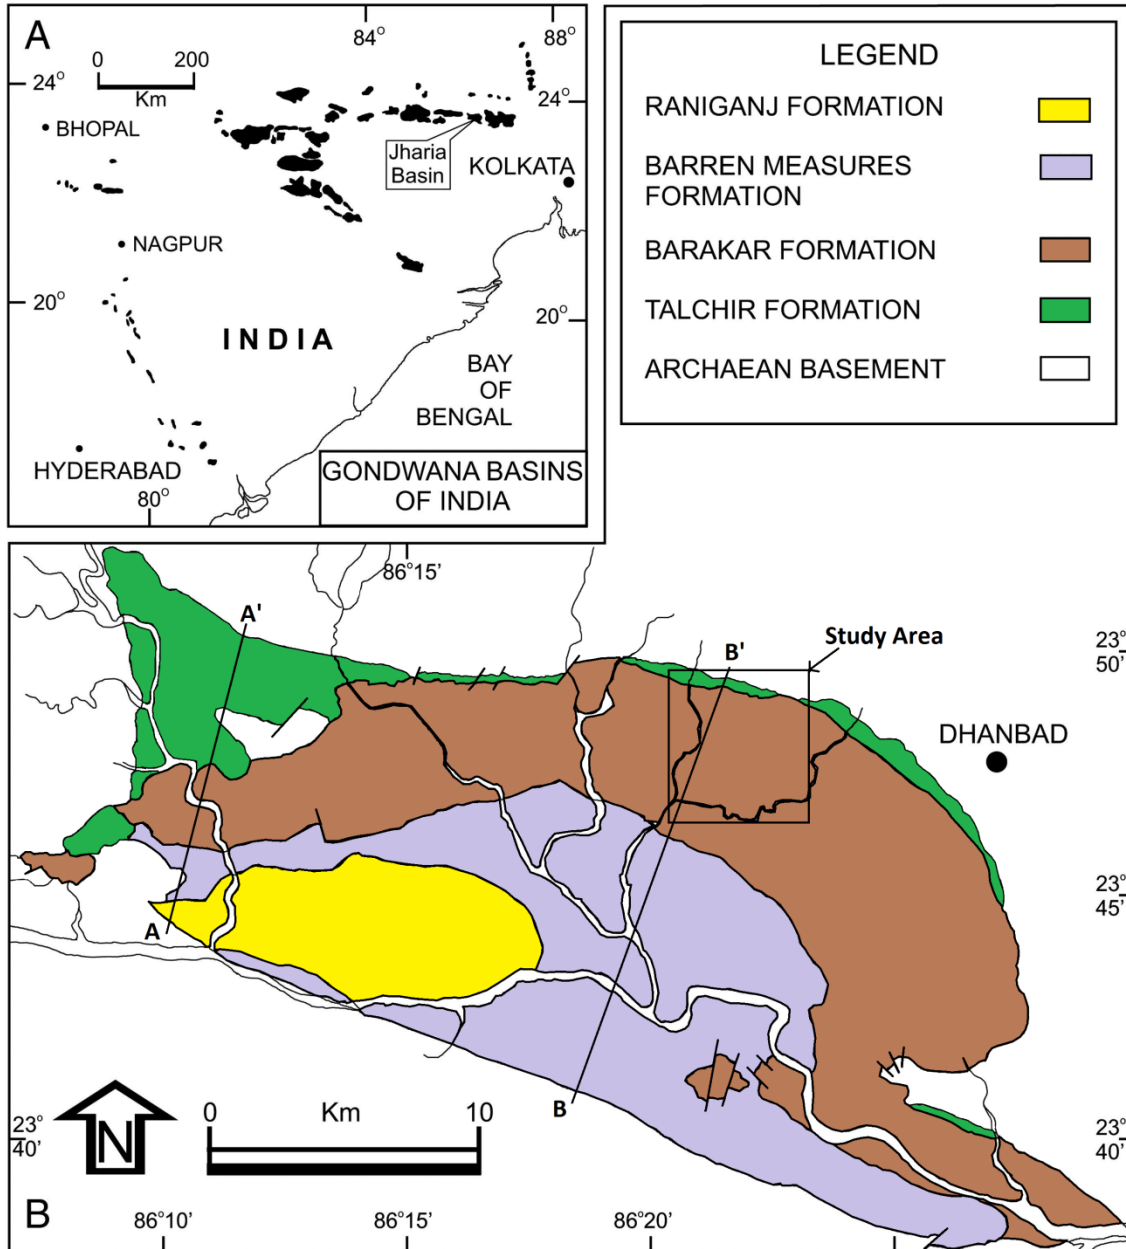 A
0 200
Km
84°
88°
24°
24°
BHOPAL
Jharia
Basin
KOLKATA
NAGPUR
20°
20°
INDIA
BAY
OF
BENGAL
HYDERABAD
80°
GONDWANA BASINS
OF INDIA
LEGEND
RANIGANJ FORMATION
BARREN MEASURES
FORMATION
BARAKAR FORMATION
TALCHIR FORMATION
ARCHAEAN BASEMENT
86°15'
A'
B'
Study Area
23°
50'
DHANBAD
23°
45'
A
B
0 Km 10
N
23°
40'
23°
40'
B
86°10'
86°15'
86°20'